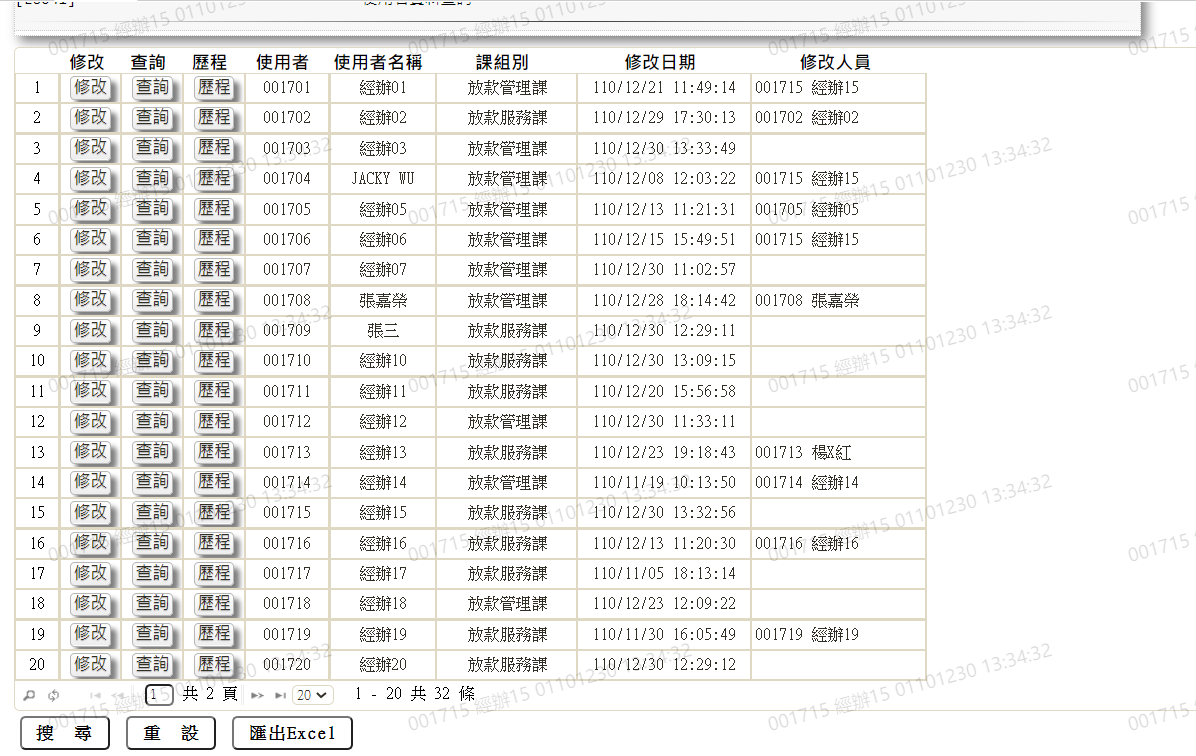 修改 查詢 歷程 使用者 使用者名稱 課組別 修改日期 修改人員
1 修改 查詢 歷程 001701 經辦01 放款管理課 110/12/21 11:49:14 001715 經辦15
2 修改 查詢 歷程 001702 經辦02 放款服務課 110/12/29 17:30:13 001702 經辦02
3 修改 查詢 歷程 001703 經辦03 放款管理課 110/12/30 13:33:49
4 修改 查詢 歷程 001704 JACKY WU 放款管理課 110/12/08 12:03:22 001715 經辦15
5 修改 查詢 歷程 001705 經辦05 放款管理課 110/12/13 11:21:31 001705 經辦05
6 修改 查詢 歷程 001706 經辦06 放款管理課 110/12/15 15:49:51 001715 經辦15
7 修改 查詢 歷程 001707 經辦07 放款管理課 110/12/30 11:02:57
8 修改 查詢 歷程 001708 張嘉榮 放款管理課 110/12/28 18:14:42 001708 張嘉榮
9 修改 查詢 歷程 001709 張三 放款服務課 110/12/30 12:29:11
10 修改 查詢 歷程 001710 經辦10 放款服務課 110/12/30 13:09:15
11 修改 查詢 歷程 001711 經辦11 放款服務課 110/12/20 15:56:58
12 修改 查詢 歷程 001712 經辦12 放款管理課 110/12/30 11:33:11
13 修改 查詢 歷程 001713 經辦13 放款服務課 110/12/23 19:18:43 001713 楊X紅
14 修改 查詢 歷程 001714 經辦14 放款管理課 110/11/19 10:13:50 001714 經辦14
15 修改 查詢 歷程 001715 經辦15 放款服務課 110/12/30 13:32:56
16 修改 查詢 歷程 001716 經辦16 放款服務課 110/12/13 11:20:30 001716 經辦16
17 修改 查詢 歷程 001717 經辦17 放款服務課 110/11/05 18:13:14
18 修改 查詢 歷程 001718 經辦18 放款管理課 110/12/23 12:09:22
19 修改 查詢 歷程 001719 經辦19 放款服務課 110/11/30 16:05:49 001719 經辦19
20 修改 查詢 歷程 001720 經辦20 放款服務課 110/12/30 12:29:12
1 共 2 頁 20 1 - 20 共 32 條
搜 尋 重 設 匯出Excel
001715 經辦15 01101230 13:34:32